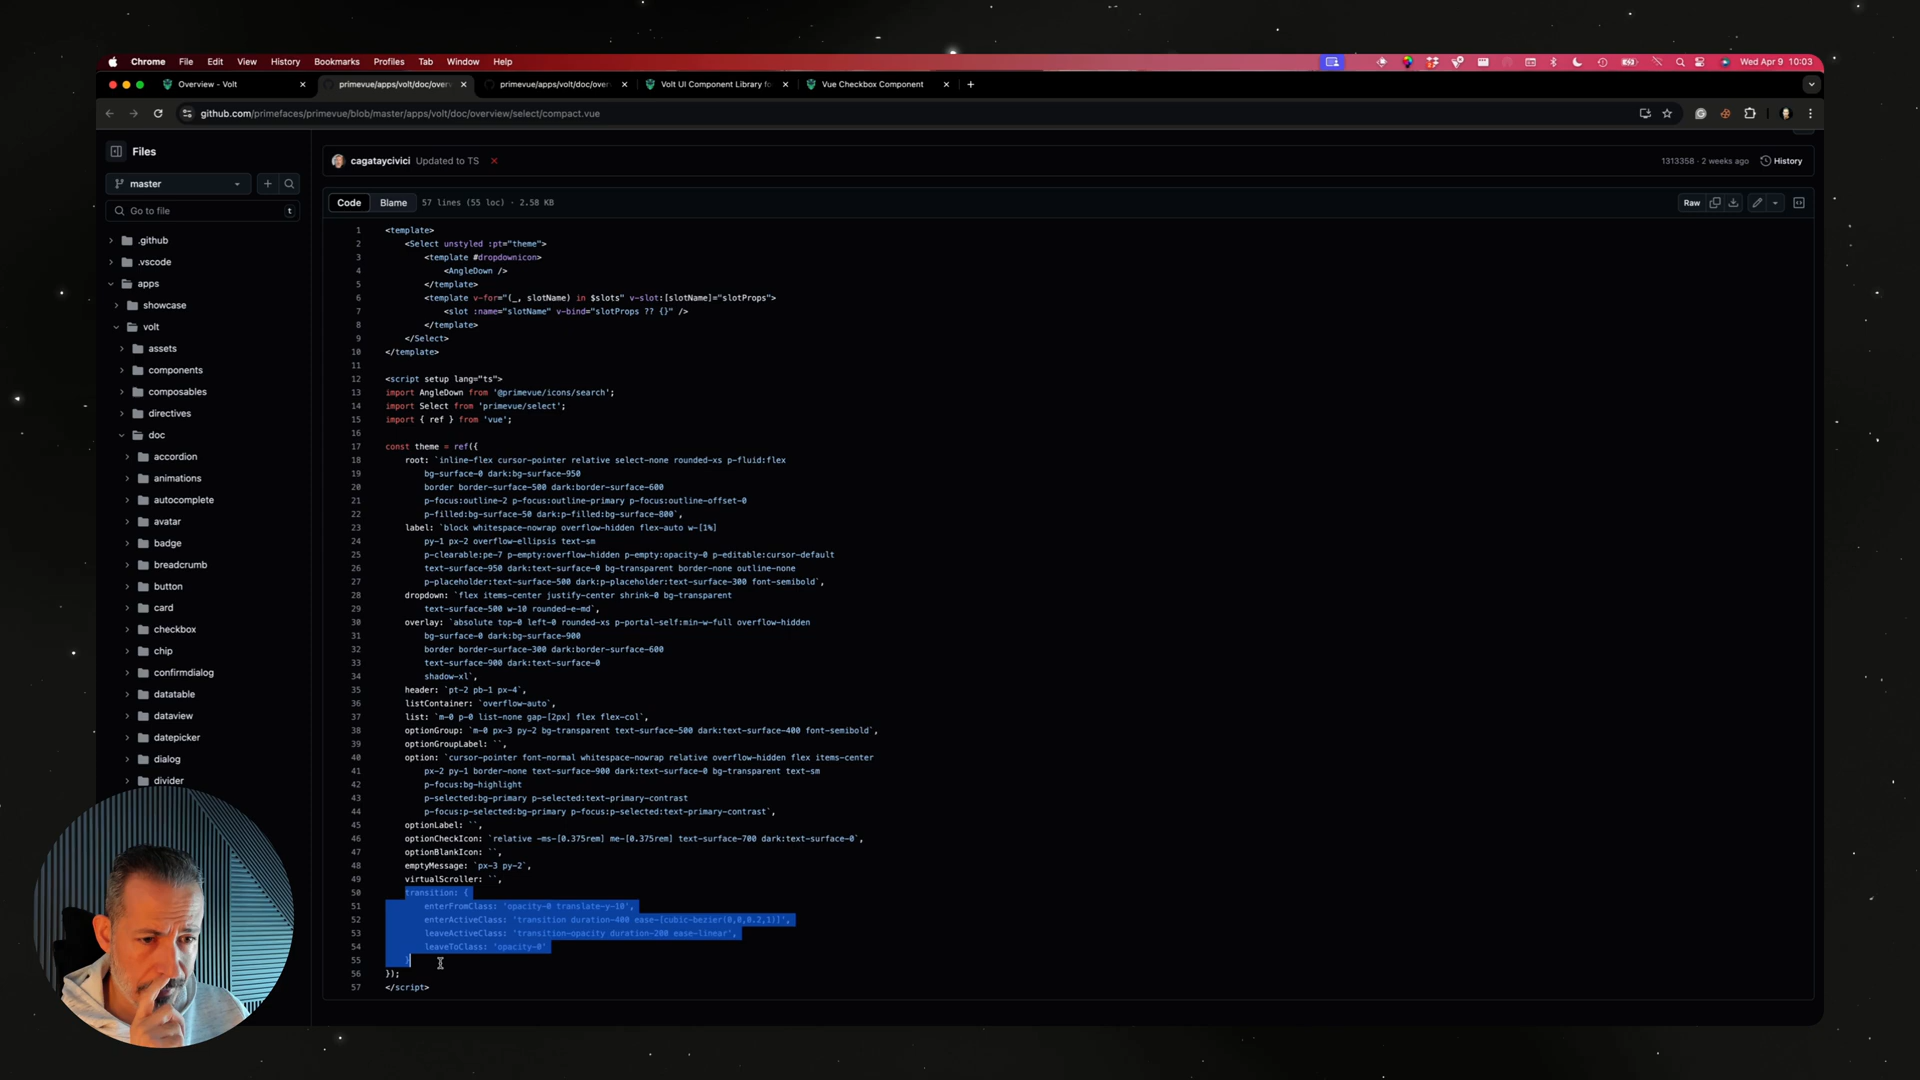 Chrome File Edit View History Bookmarks Profiles Tab Window Help Wed Apr 9 10:03
Overview - Volt primevue/apps/volt/doc/over primevue/apps/volt/doc/over Volt UI Component Library fo Vue Checkbox Component
github.com/primefaces/primevue/blob/master/apps/volt/doc/overview/select/compact.vue
Files
master
Go to file t
.github
.vscode
apps
showcase
volt
assets
components
composables
directives
doc
accordion
animations
autocomplete
avatar
badge
breadcrumb
button
card
checkbox
chip
confirmdialog
datatable
dataview
datepicker
dialog
divider
cagataycivici Updated to TS 1313358 · 2 weeks ago History
Code Blame 57 lines (55 loc) · 2.58 KB Raw
1 <template>
2 <Select unstyled :pt="theme">
3 <template #dropdownicon>
4 <AngleDown />
5 </template>
6 <template v-for="(_, slotName) in $slots" v-slot:[slotName]="slotProps">
7 <slot :name="slotName" v-bind="slotProps ?? {}" />
8 </template>
9 </Select>
10 </template>
11
12 <script setup lang="ts">
13 import AngleDown from '@primevue/icons/search';
14 import Select from 'primevue/select';
15 import { ref } from 'vue';
16
17 const theme = ref({
18 root: `inline-flex cursor-pointer relative select-none rounded-xs p-fluid:flex
19 bg-surface-0 dark:bg-surface-950
20 border border-surface-500 dark:border-surface-600
21 p-focus:outline-2 p-focus:outline-primary p-focus:outline-offset-0
22 p-filled:bg-surface-50 dark:p-filled:bg-surface-800`,
23 label: `block whitespace-nowrap overflow-hidden flex-auto w-[1%]
24 py-1 px-2 overflow-ellipsis text-sm
25 p-clearable:pe-7 p-empty:overflow-hidden p-empty:opacity-0 p-editable:cursor-default
26 text-surface-950 dark:text-surface-0 bg-transparent border-none outline-none
27 p-placeholder:text-surface-500 dark:p-placeholder:text-surface-300 font-semibold`,
28 dropdown: `flex items-center justify-center shrink-0 bg-transparent
29 text-surface-500 w-10 rounded-e-md`,
30 overlay: `absolute top-0 left-0 rounded-xs p-portal-self:min-w-full overflow-hidden
31 bg-surface-0 dark:bg-surface-900
32 border border-surface-300 dark:border-surface-600
33 text-surface-900 dark:text-surface-0
34 shadow-xl`,
35 header: `pt-2 pb-1 px-4`,
36 listContainer: `overflow-auto`,
37 list: `m-0 p-0 list-none gap-[2px] flex flex-col`,
38 optionGroup: `m-0 px-3 py-2 bg-transparent text-surface-500 dark:text-surface-400 font-semibold`,
39 optionGroupLabel: ``,
40 option: `cursor-pointer font-normal whitespace-nowrap relative overflow-hidden flex items-center
41 px-2 py-1 border-none text-surface-900 dark:text-surface-0 bg-transparent text-sm
42 p-focus:bg-highlight
43 p-selected:bg-primary p-selected:text-primary-contrast
44 p-focus:p-selected:bg-primary p-focus:p-selected:text-primary-contrast`,
45 optionLabel: ``,
46 optionCheckIcon: `relative -ms-[0.375rem] me-[0.375rem] text-surface-700 dark:text-surface-0`,
47 optionBlankIcon: ``,
48 emptyMessage: `px-3 py-2`,
49 virtualScroller: ``,
50 transition: {
51 enterFromClass: 'opacity-0 translate-y-10',
52 enterActiveClass: 'transition duration-400 ease-[cubic-bezier(0,0,0.2,1)]',
53 leaveActiveClass: 'transition-opacity duration-200 ease-linear',
54 leaveToClass: 'opacity-0'
55 }
56 });
57 </script>